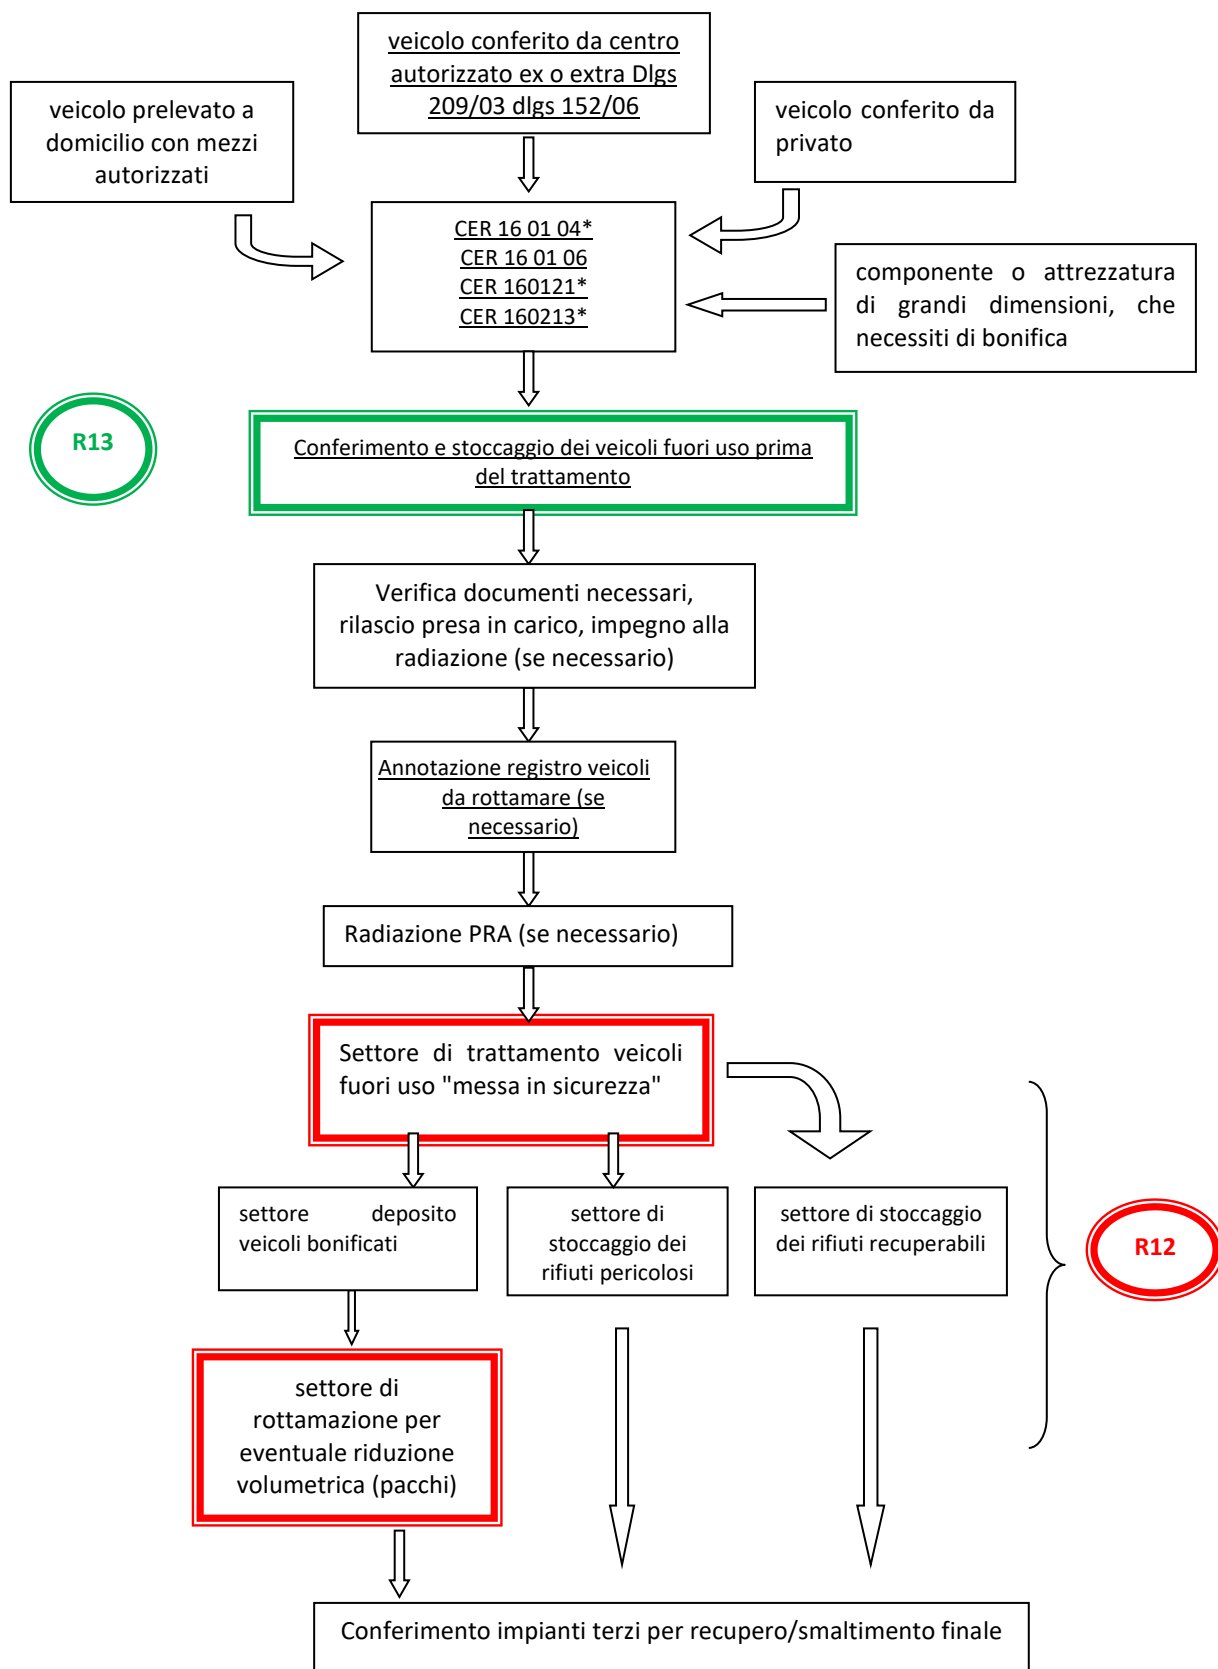 veicolo conferito da centro
autorizzato ex o extra Dlgs
209/03 dlgs 152/06
veicolo prelevato a
domicilio con mezzi
autorizzati
veicolo conferito da
privato
CER 16 01 04*
CER 16 01 06
CER 160121*
CER 160213*
componente o attrezzatura
di grandi dimensioni, che
necessiti di bonifica
R13
Conferimento e stoccaggio dei veicoli fuori uso prima
del trattamento
Verifica documenti necessari,
rilascio presa in carico, impegno alla
radiazione (se necessario)
Annotazione registro veicoli
da rottamare (se
necessario)
Radiazione PRA (se necessario)
Settore di trattamento veicoli
fuori uso "messa in sicurezza"
settore deposito
veicoli bonificati
settore di
stoccaggio dei
rifiuti pericolosi
settore di stoccaggio
dei rifiuti recuperabili
R12
settore di
rottamazione per
eventuale riduzione
volumetrica (pacchi)
Conferimento impianti terzi per recupero/smaltimento finale